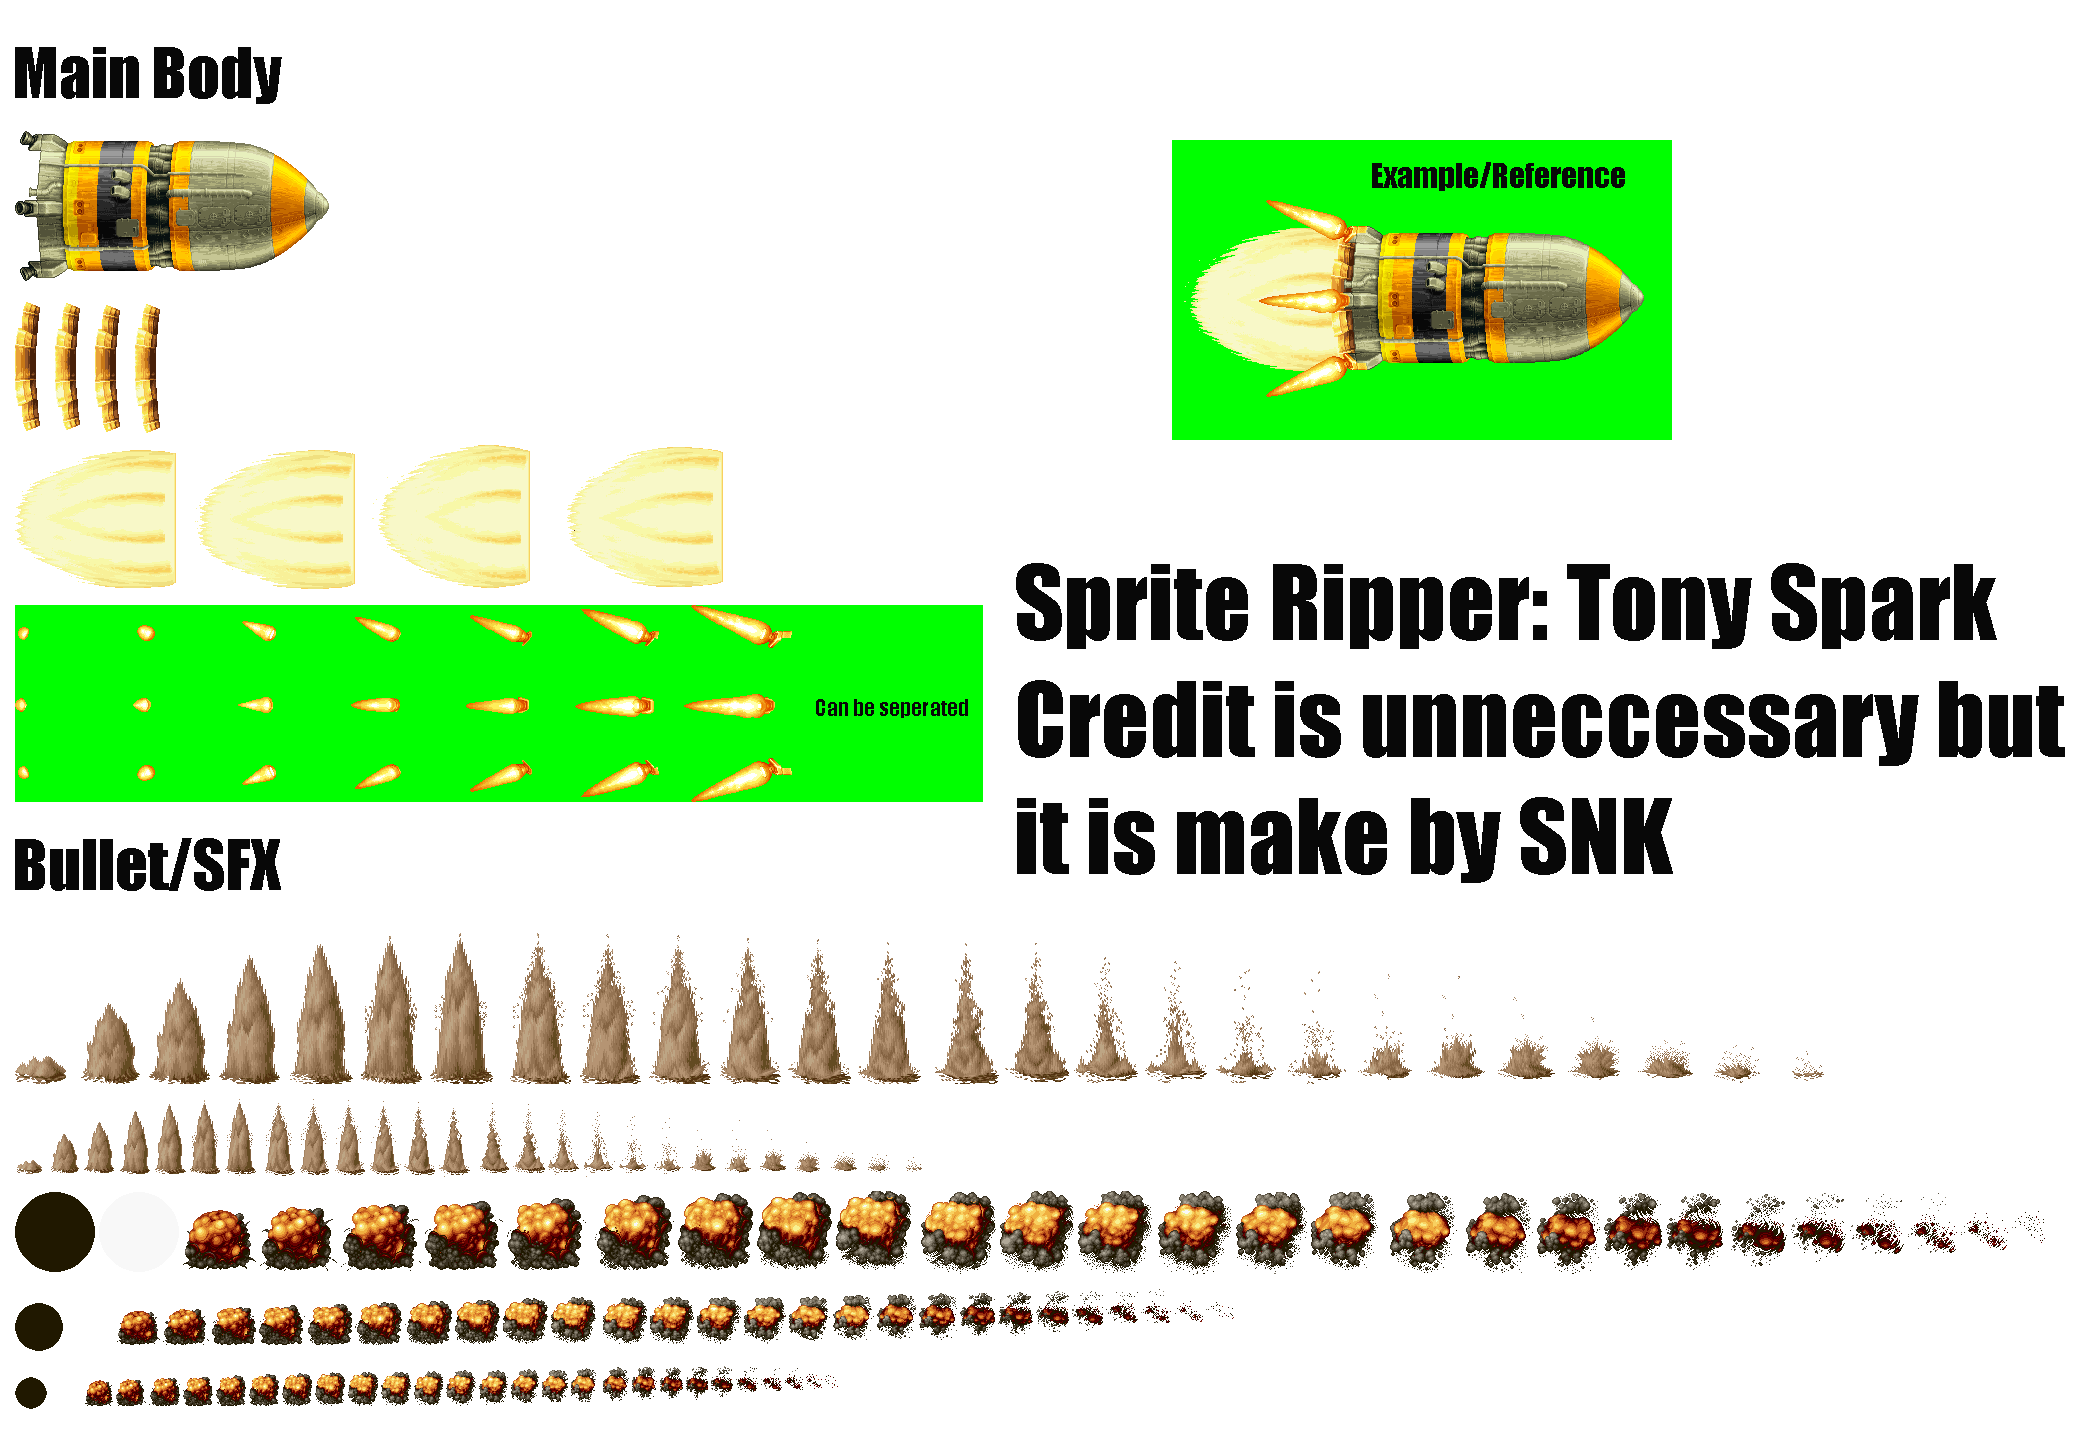 Main Body
Example/Reference
Sprite Ripper: Tony Spark
Credit is unneccessary but
it is make by SNK
Can be seperated
Bullet/SFX